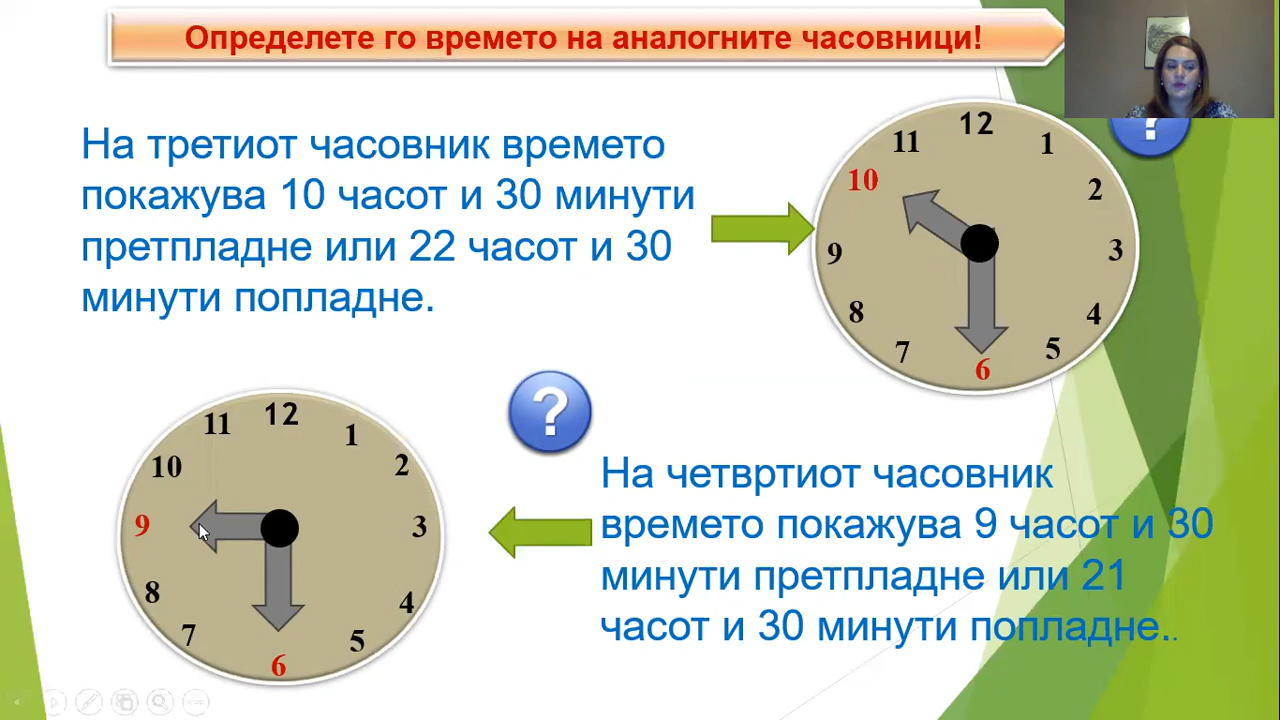 Определете го времето на аналогните часовници!
На третиот часовник времето
покажува 10 часот и 30 минути
претпладне или 22 часот и 30
минути попладне.
12
11
1
10
2
9
3
8
4
7
5
6
?
?
12
11
1
10
2
9
3
8
4
7
5
6
На четвртиот часовник
времето покажува 9 часот и 30
минути претпладне или 21
часот и 30 минути попладне..